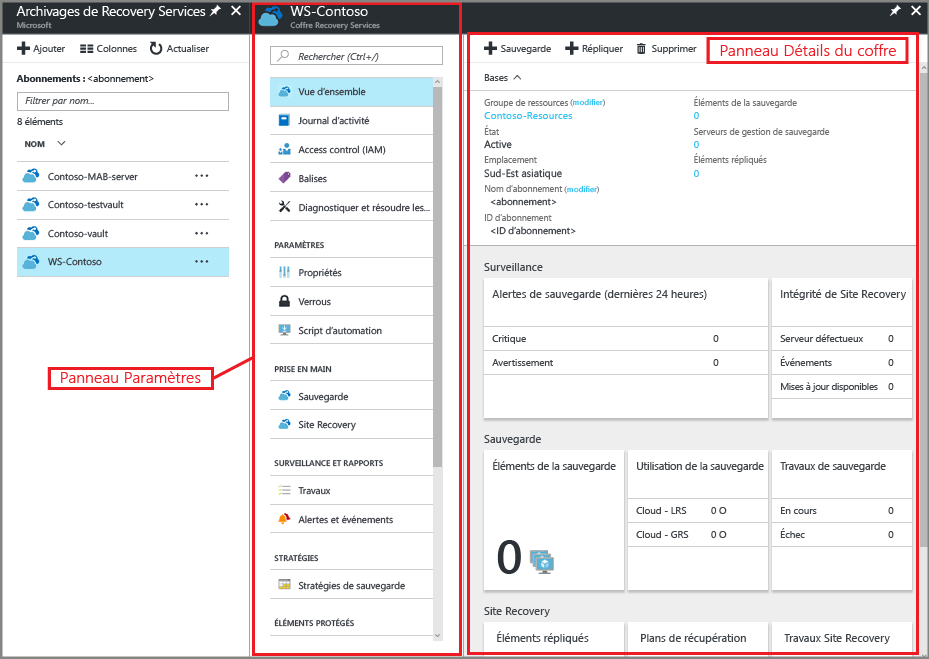 Archivages de Recovery Services
Microsoft
Ajouter
Colonnes
Actualiser
Abonnements : <abonnement>
Filtrer par nom...
8 éléments
NOM
Contoso-MAB-server
Contoso-testvault
Contoso-vault
WS-Contoso
Panneau Paramètres
WS-Contoso
Coffre Recovery Services
Rechercher (Ctrl+/)
Vue d'ensemble
Journal d'activité
Access control (IAM)
Balises
Diagnostiquer et résoudre les...
PARAMÈTRES
Propriétés
Verrous
Script d'automation
PRISE EN MAIN
Sauvegarde
Site Recovery
SURVEILLANCE ET RAPPORTS
Travaux
Alertes et événements
STRATÉGIES
Stratégies de sauvegarde
ÉLÉMENTS PROTÉGÉS
Sauvegarde
Répliquer
Supprimer
Panneau Détails du coffre
Bases
Groupe de ressources (modifier)
Contoso-Resources
État
Active
Emplacement
Sud-Est asiatique
Nom d'abonnement (modifier)
<abonnement>
ID d'abonnement
<ID d'abonnement>
Éléments de la sauvegarde
0
Serveurs de gestion de sauvegarde
0
Éléments répliqués
0
Surveillance
Alertes de sauvegarde (dernières 24 heures)
Critique 0
Avertissement 0
Intégrité de Site Recovery
Serveur défectueux 0
Événements 0
Mises à jour disponibles 0
Sauvegarde
Éléments de la sauvegarde
0
Utilisation de la sauvegarde
Cloud - LRS 0 O
Cloud - GRS 0 O
Travaux de sauvegarde
En cours 0
Échec 0
Site Recovery
Éléments répliqués
Plans de récupération
Travaux Site Recovery